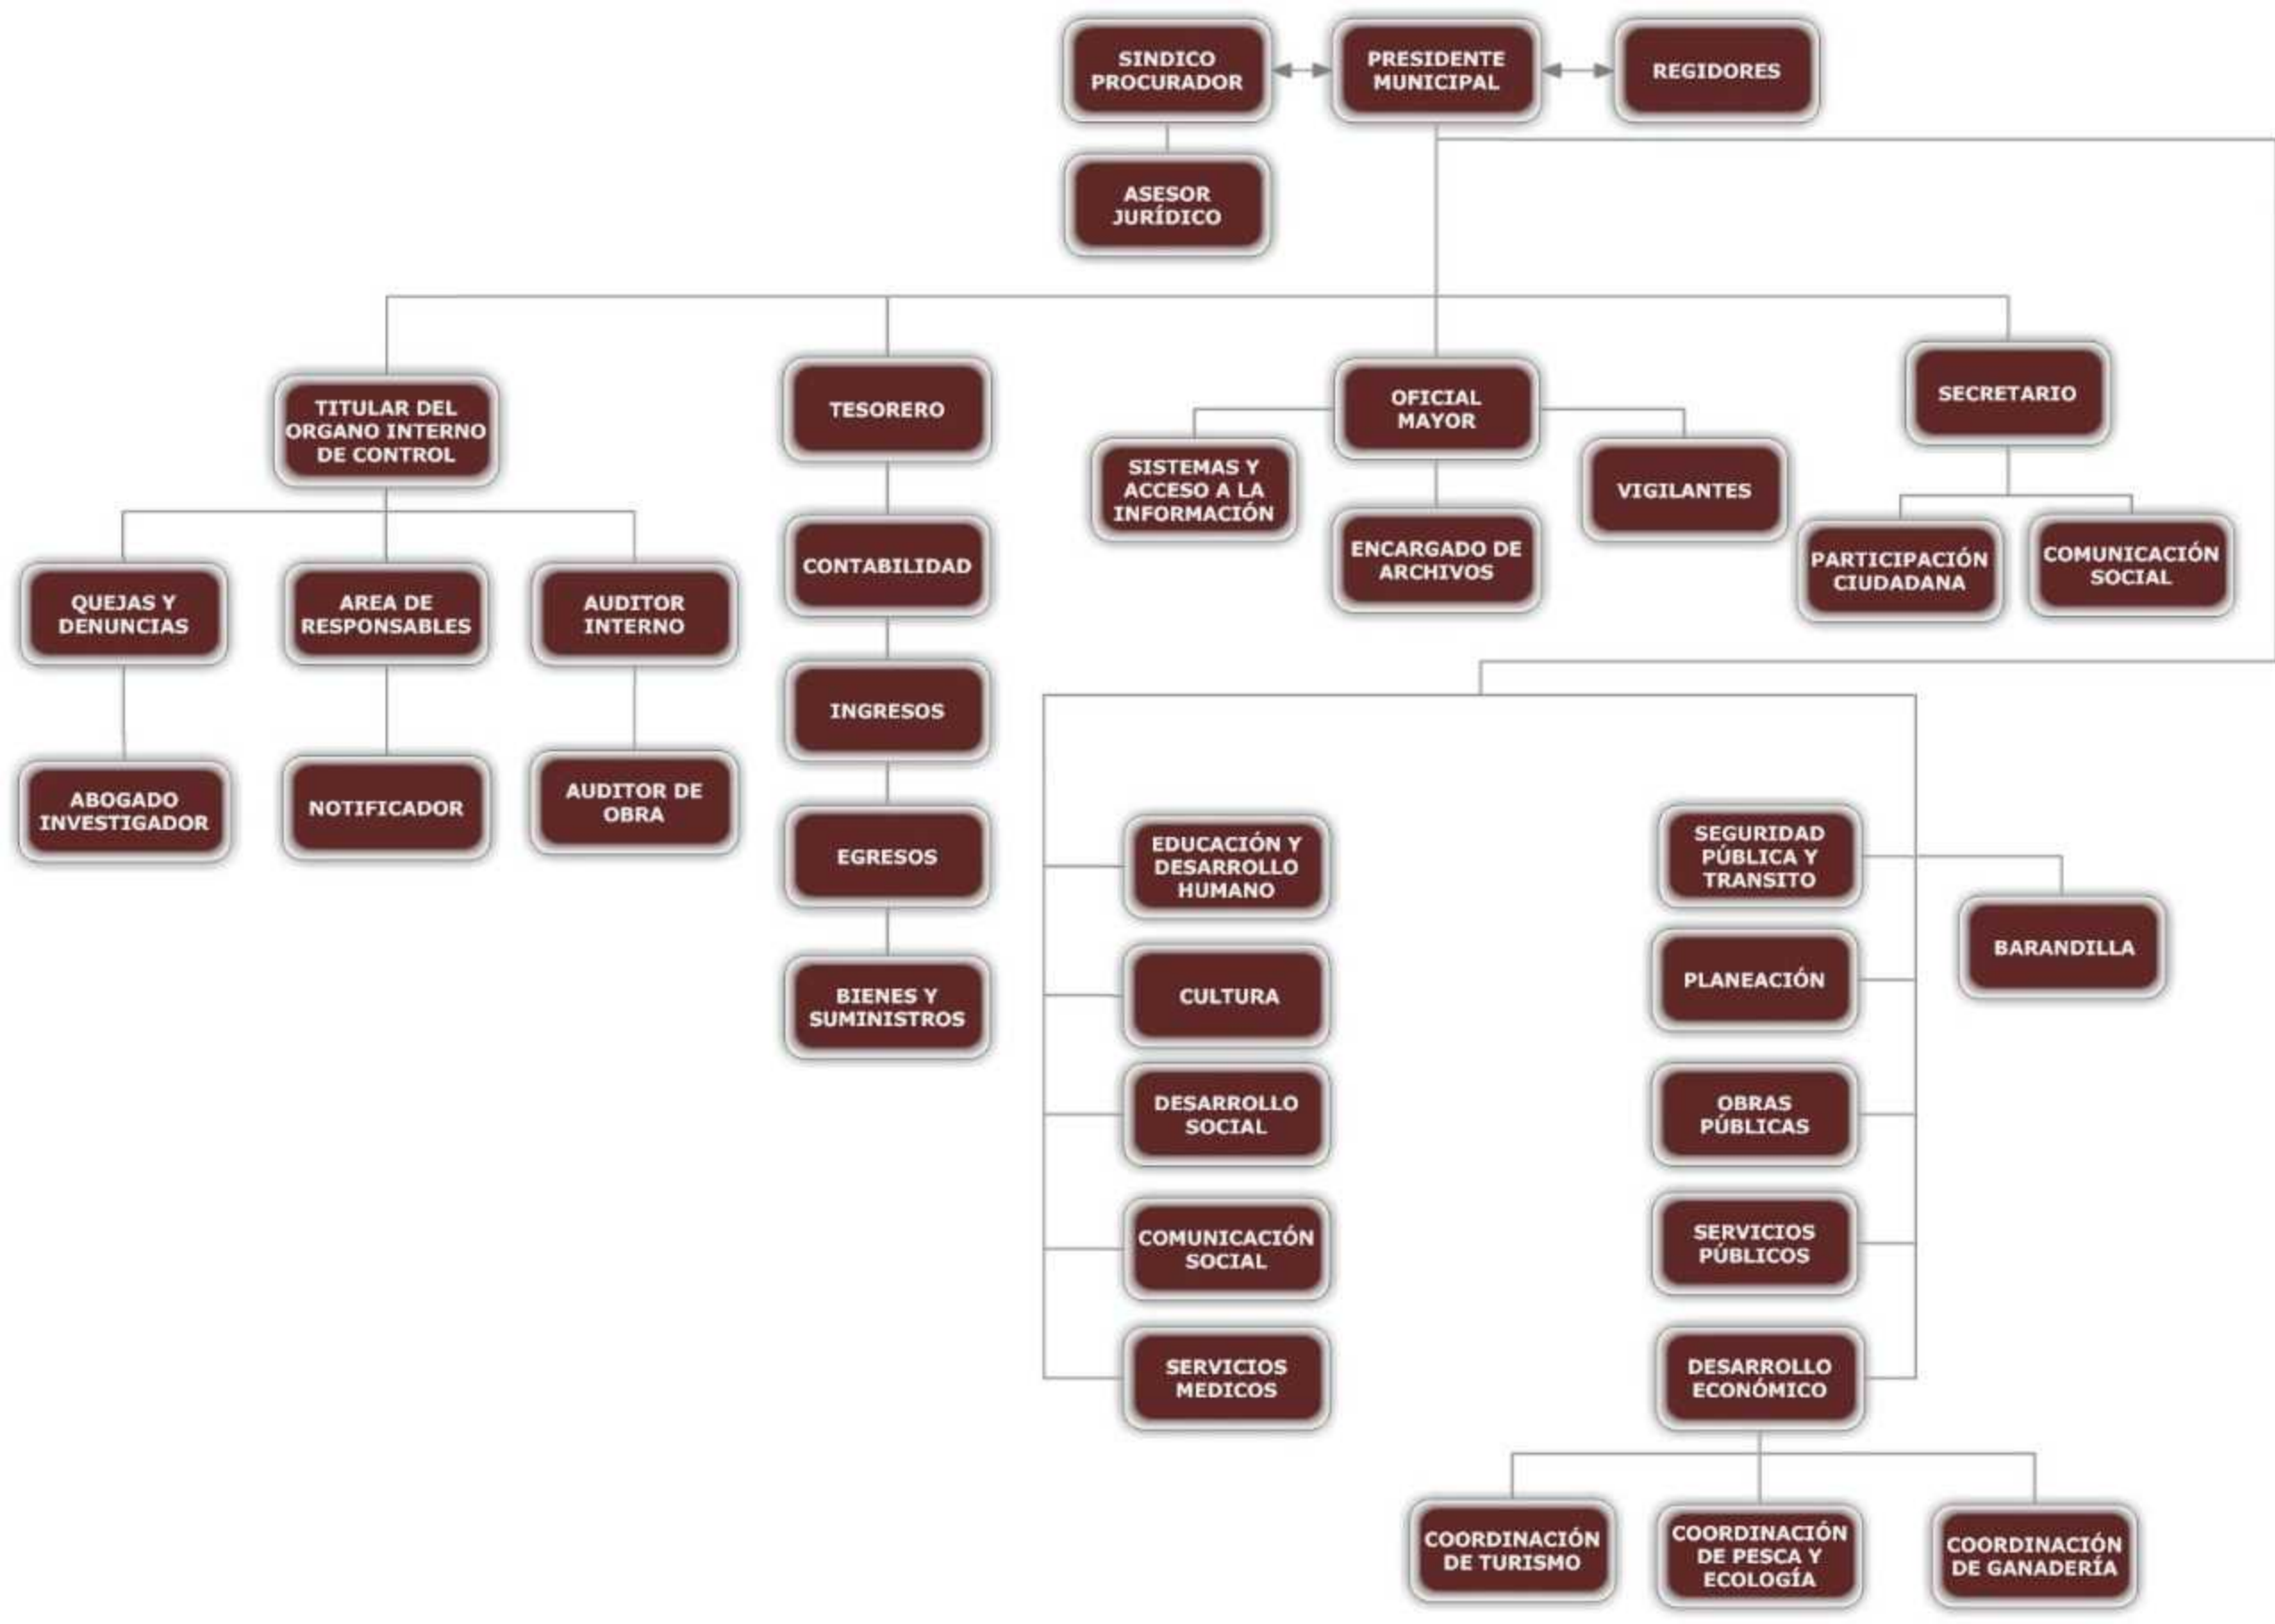 SINDICO
PROCURADOR
PRESIDENTE
MUNICIPAL
REGIDORES
ASESOR
JURÍDICO
TITULAR DEL
ORGANO INTERNO
DE CONTROL
TESORERO
OFICIAL
MAYOR
SECRETARIO
SISTEMAS Y
ACCESO A LA
INFORMACIÓN
ENCARGADO DE
ARCHIVOS
VIGILANTES
PARTICIPACIÓN
CIUDADANA
COMUNICACIÓN
SOCIAL
QUEJAS Y
DENUNCIAS
AREA DE
RESPONSABLES
AUDITOR
INTERNO
CONTABILIDAD
INGRESOS
ABOGADO
INVESTIGADOR
NOTIFICADOR
AUDITOR DE
OBRA
EGRESOS
BIENES Y
SUMINISTROS
EDUCACIÓN Y
DESARROLLO
HUMANO
CULTURA
DESARROLLO
SOCIAL
COMUNICACIÓN
SOCIAL
SERVICIOS
MEDICOS
SEGURIDAD
PÚBLICA Y
TRANSITO
BARANDILLA
PLANEACIÓN
OBRAS
PÚBLICAS
SERVICIOS
PÚBLICOS
DESARROLLO
ECONÓMICO
COORDINACIÓN
DE TURISMO
COORDINACIÓN
DE PESCA Y
ECOLOGÍA
COORDINACIÓN
DE GANADERÍA